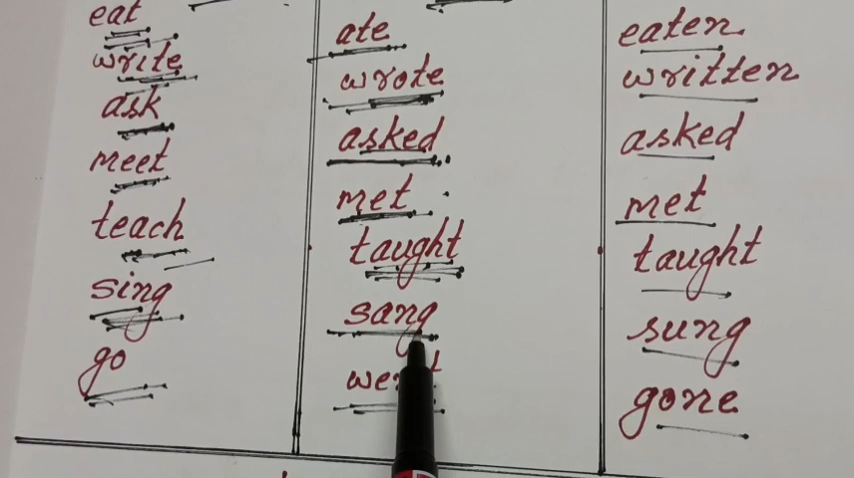 eat ate eaten
write wrote written
ask asked asked
meet met met
teach taught taught
sing sang sung
go gone